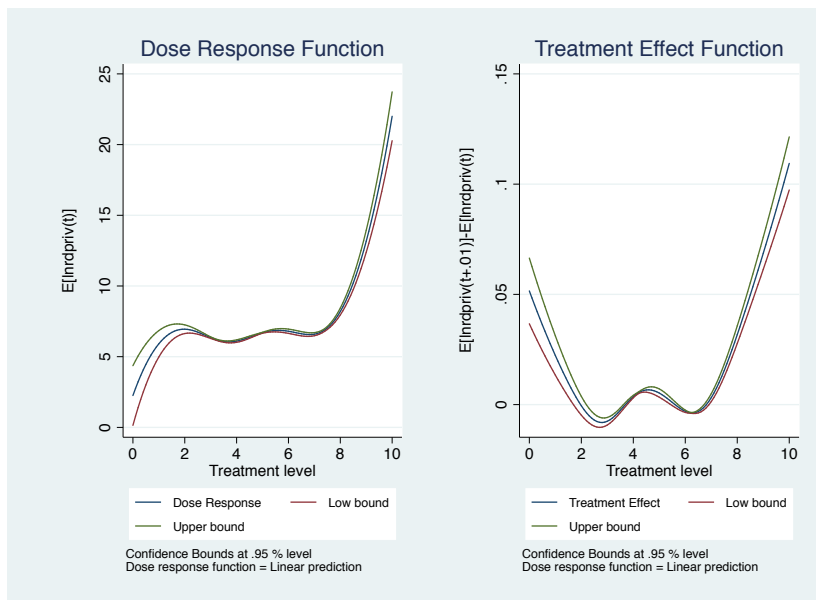 Dose Response Function
E[lnrdpriv(t)]
25
20
15
10
5
0
0 2 4 6 8 10
Treatment level
Dose Response Low bound
Upper bound
Confidence Bounds at .95 % level
Dose response function = Linear prediction
Treatment Effect Function
E[lnrdpriv(t+.01)]-E[lnrdpriv(t)]
.15
.1
.05
0
0 2 4 6 8 10
Treatment level
Treatment Effect Low bound
Upper bound
Confidence Bounds at .95 % level
Dose response function = Linear prediction